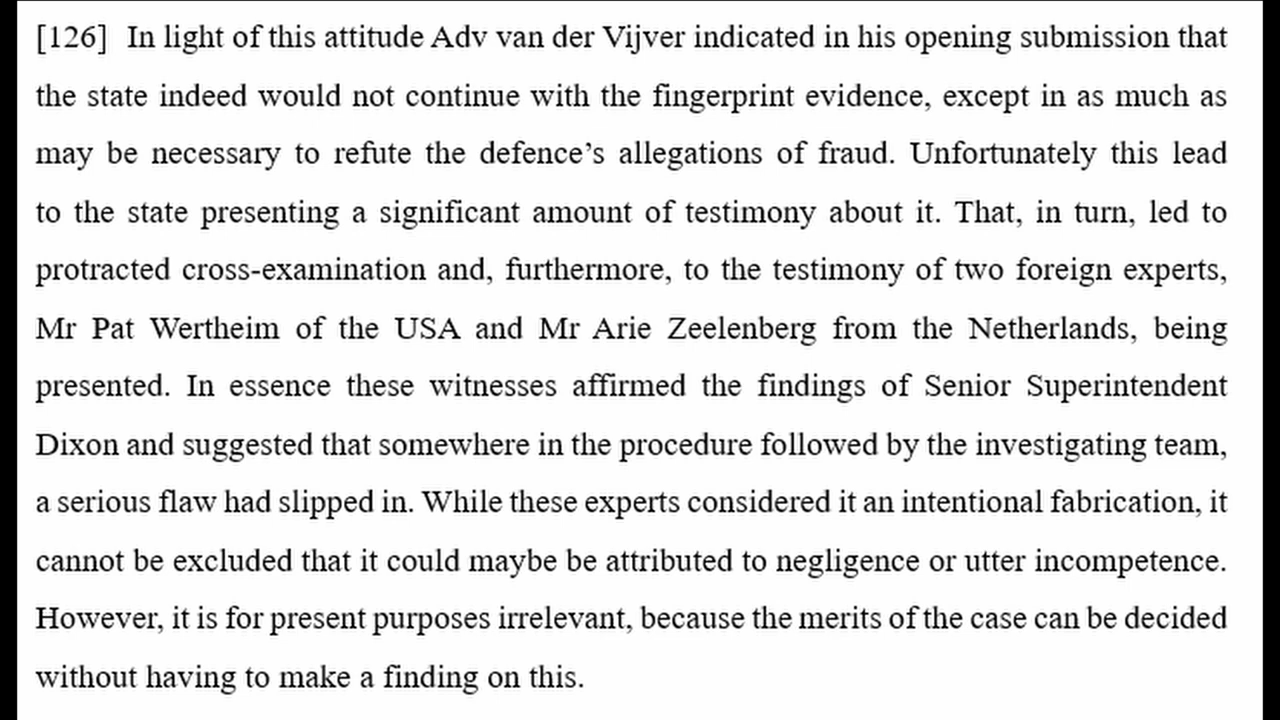 [126] In light of this attitude Adv van der Vijver indicated in his opening submission that
the state indeed would not continue with the fingerprint evidence, except in as much as
may be necessary to refute the defence’s allegations of fraud. Unfortunately this lead
to the state presenting a significant amount of testimony about it. That, in turn, led to
protracted cross-examination and, furthermore, to the testimony of two foreign experts,
Mr Pat Wertheim of the USA and Mr Arie Zeelenberg from the Netherlands, being
presented. In essence these witnesses affirmed the findings of Senior Superintendent
Dixon and suggested that somewhere in the procedure followed by the investigating team,
a serious flaw had slipped in. While these experts considered it an intentional fabrication, it
cannot be excluded that it could maybe be attributed to negligence or utter incompetence.
However, it is for present purposes irrelevant, because the merits of the case can be decided
without having to make a finding on this.